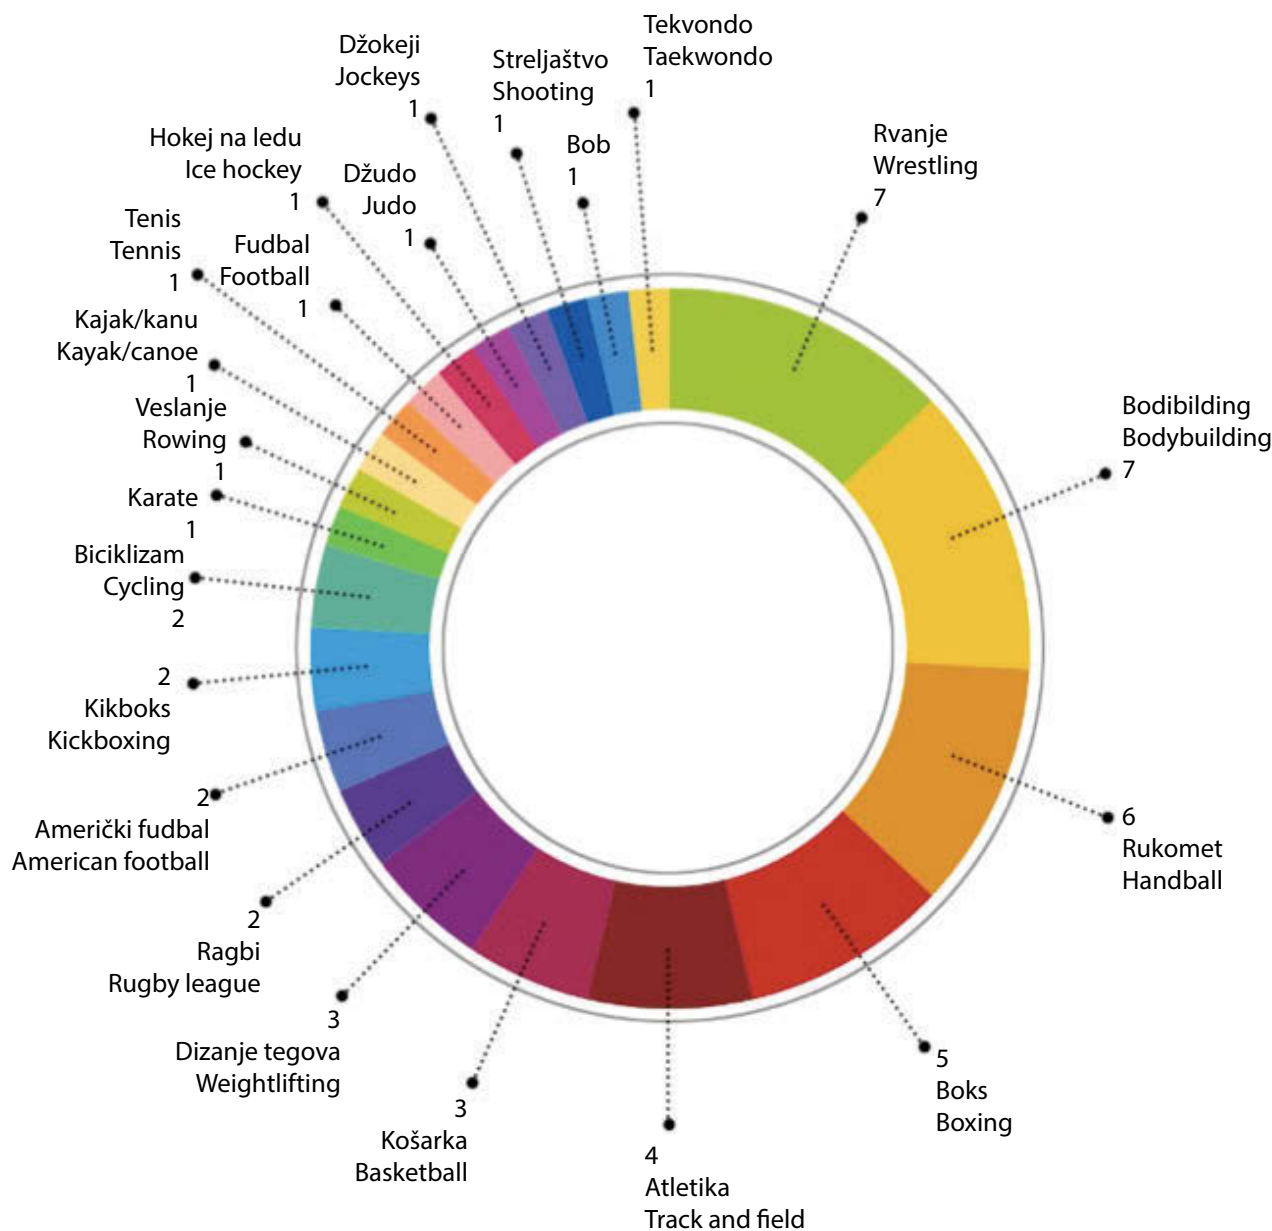 Tekvondo
Taekwondo
1
Rvanje
Wrestling
7
Bodibilding
Bodybuilding
7
6
Rukomet
Handball
5
Boks
Boxing
4
Atletika
Track and field
3
Košarka
Basketball
3
Dizanje tegova
Weightlifting
2
Ragbi
Rugby league
2
Američki fudbal
American football
2
Kikboks
Kickboxing
Biciklizam
Cycling
2
Karate
1
Veslanje
Rowing
1
Kajak/kanu
Kayak/canoe
1
Tenis
Tennis
1
Fudbal
Football
1
Hokej na ledu
Ice hockey
1
Džudo
Judo
1
Džokeji
Jockeys
1
Streljaštvo
Shooting
1
Bob
1